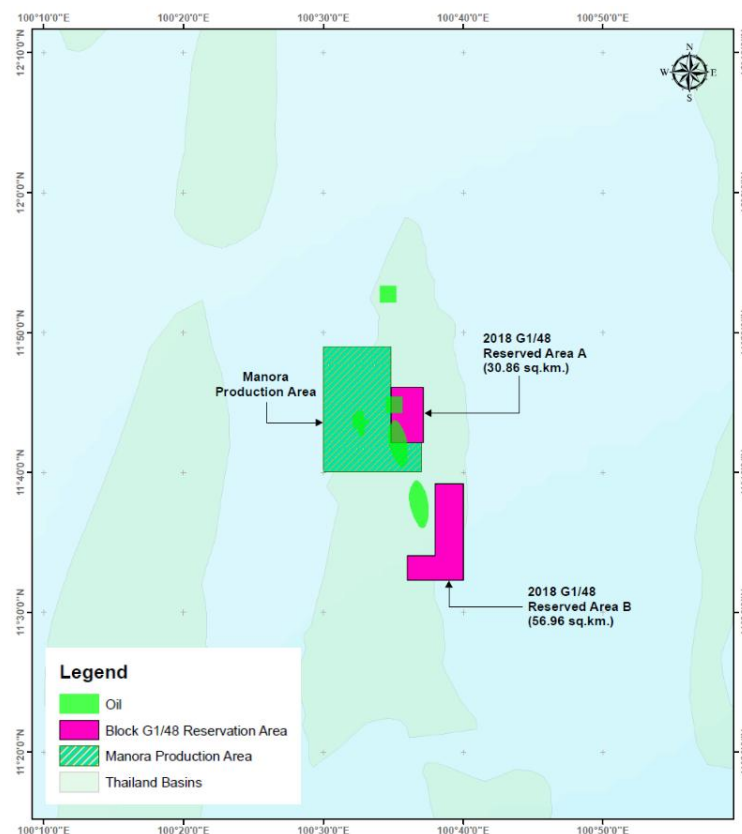 100°10'0"E 100°20'0"E 100°30'0"E 100°40'0"E 100°50'0"E
12°10'0"N
N
W E
S
12°0'0"N
11°50'0"N
2018 G1/48
Reserved Area A
(30.86 sq.km.)
Manora
Production Area
11°40'0"N
2018 G1/48
Reserved Area B
(56.96 sq.km.)
11°30'0"N
Legend
Oil
Block G1/48 Reservation Area
Manora Production Area
Thailand Basins
11°20'0"N
100°10'0"E 100°20'0"E 100°30'0"E 100°40'0"E 100°50'0"E